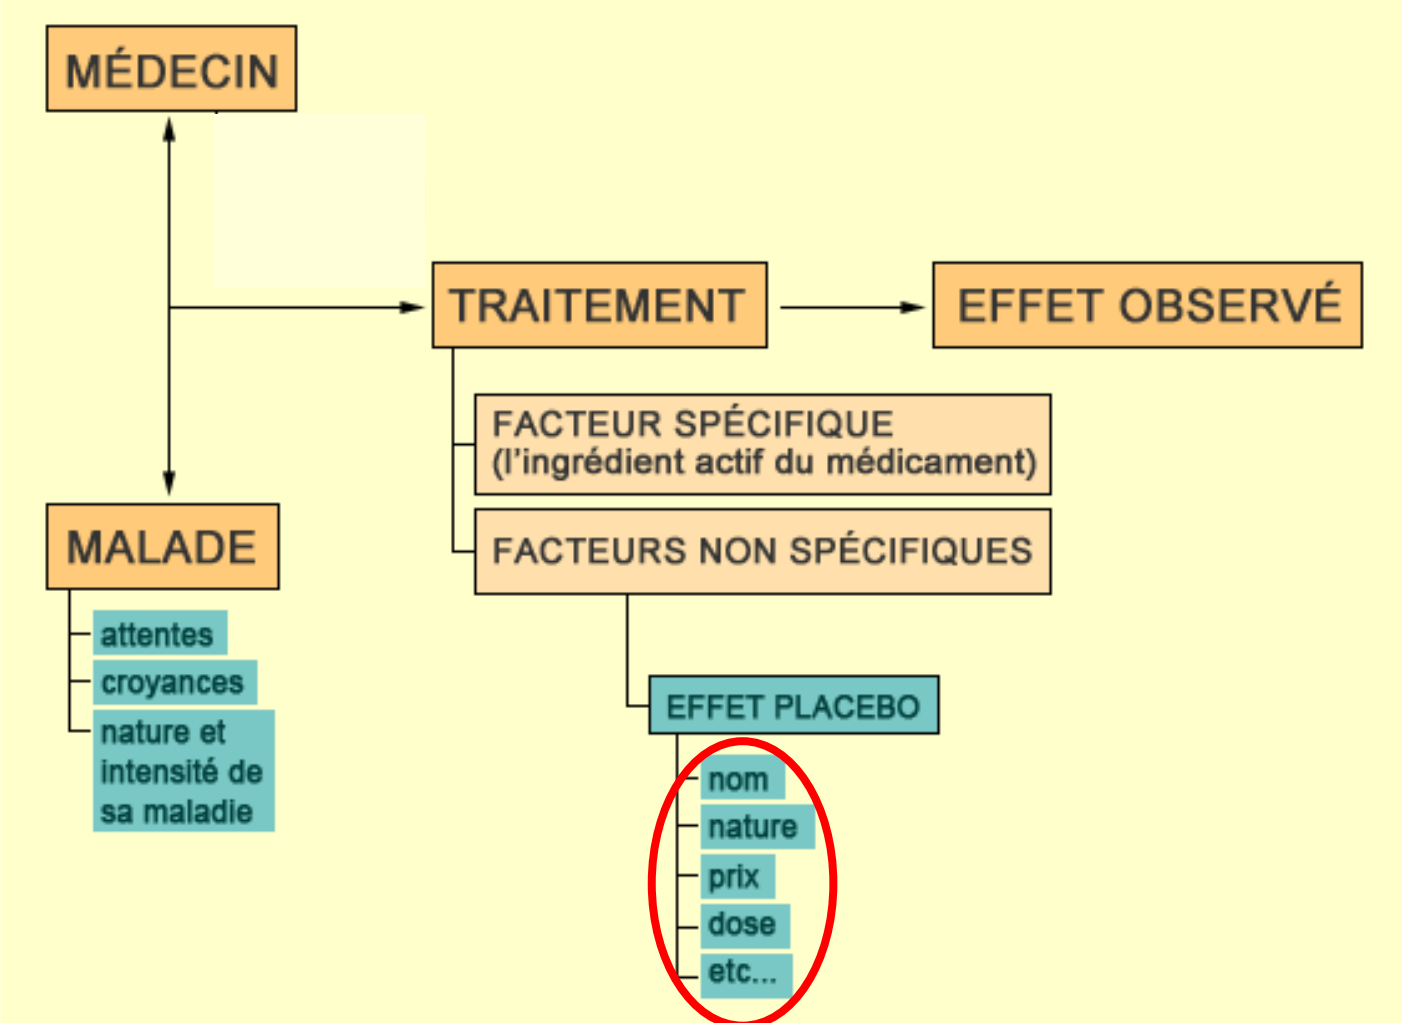 MÉDECIN
TRAITEMENT
EFFET OBSERVÉ
FACTEUR SPÉCIFIQUE
(l'ingrédient actif du médicament)
FACTEURS NON SPÉCIFIQUES
MALADE
attentes
croyances
nature et
intensité de
sa maladie
EFFET PLACEBO
nom
nature
prix
dose
etc...